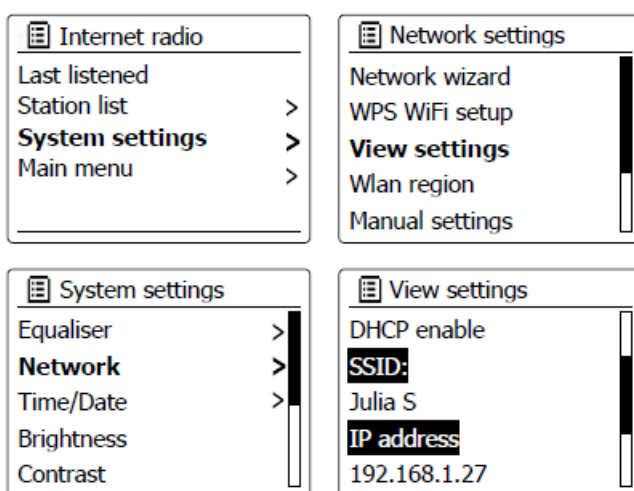 Internet radio
Last listened
Station list >
System settings >
Main menu >
Network settings
Network wizard
WPS WiFi setup
View settings
Wlan region
Manual settings
System settings
Equaliser >
Network >
Time/Date >
Brightness
Contrast
View settings
DHCP enable
SSID:
Julia S
IP address
192.168.1.27